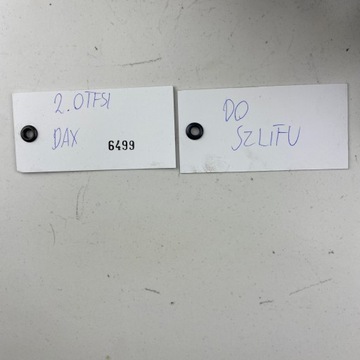 2.0TFSI
DAX 6499
DO
SZLIFU